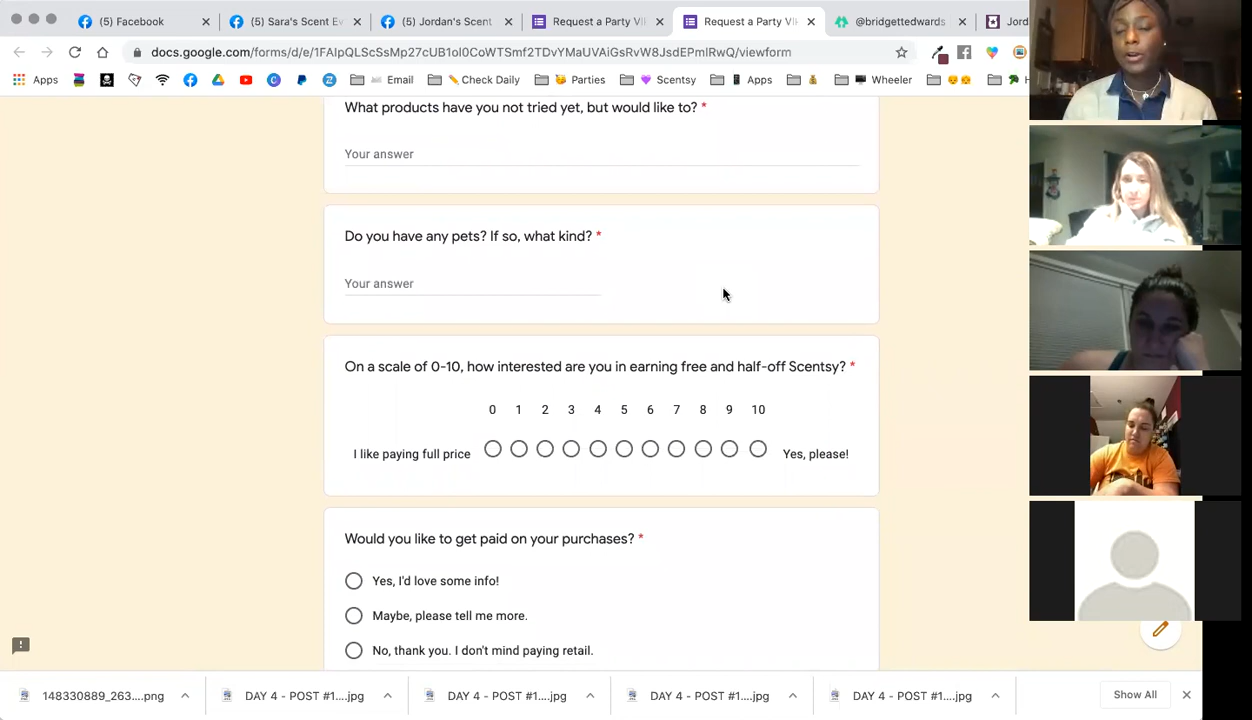 (5) Facebook
(5) Sara's Scent Ev
(5) Jordan's Scent
Request a Party Vi
Request a Party Vi
@bridgettedwards
Jord
docs.google.com/forms/d/e/1FAIpQLScSsMp27cUB1ol0CoWTSmf2TDvYMaUVAiGsRvW8JsdEPmIRwQ/viewform
Apps
Email
Check Daily
Parties
Scentsy
Apps
Wheeler
H
What products have you not tried yet, but would like to? *
Your answer
Do you have any pets? If so, what kind? *
Your answer
On a scale of 0-10, how interested are you in earning free and half-off Scentsy? *
0 1 2 3 4 5 6 7 8 9 10
I like paying full price
Yes, please!
Would you like to get paid on your purchases? *
Yes, I'd love some info!
Maybe, please tell me more.
No, thank you. I don't mind paying retail.
148330889_263....png
DAY 4 - POST #1....jpg
DAY 4 - POST #1....jpg
DAY 4 - POST #1....jpg
DAY 4 - POST #1....jpg
Show All